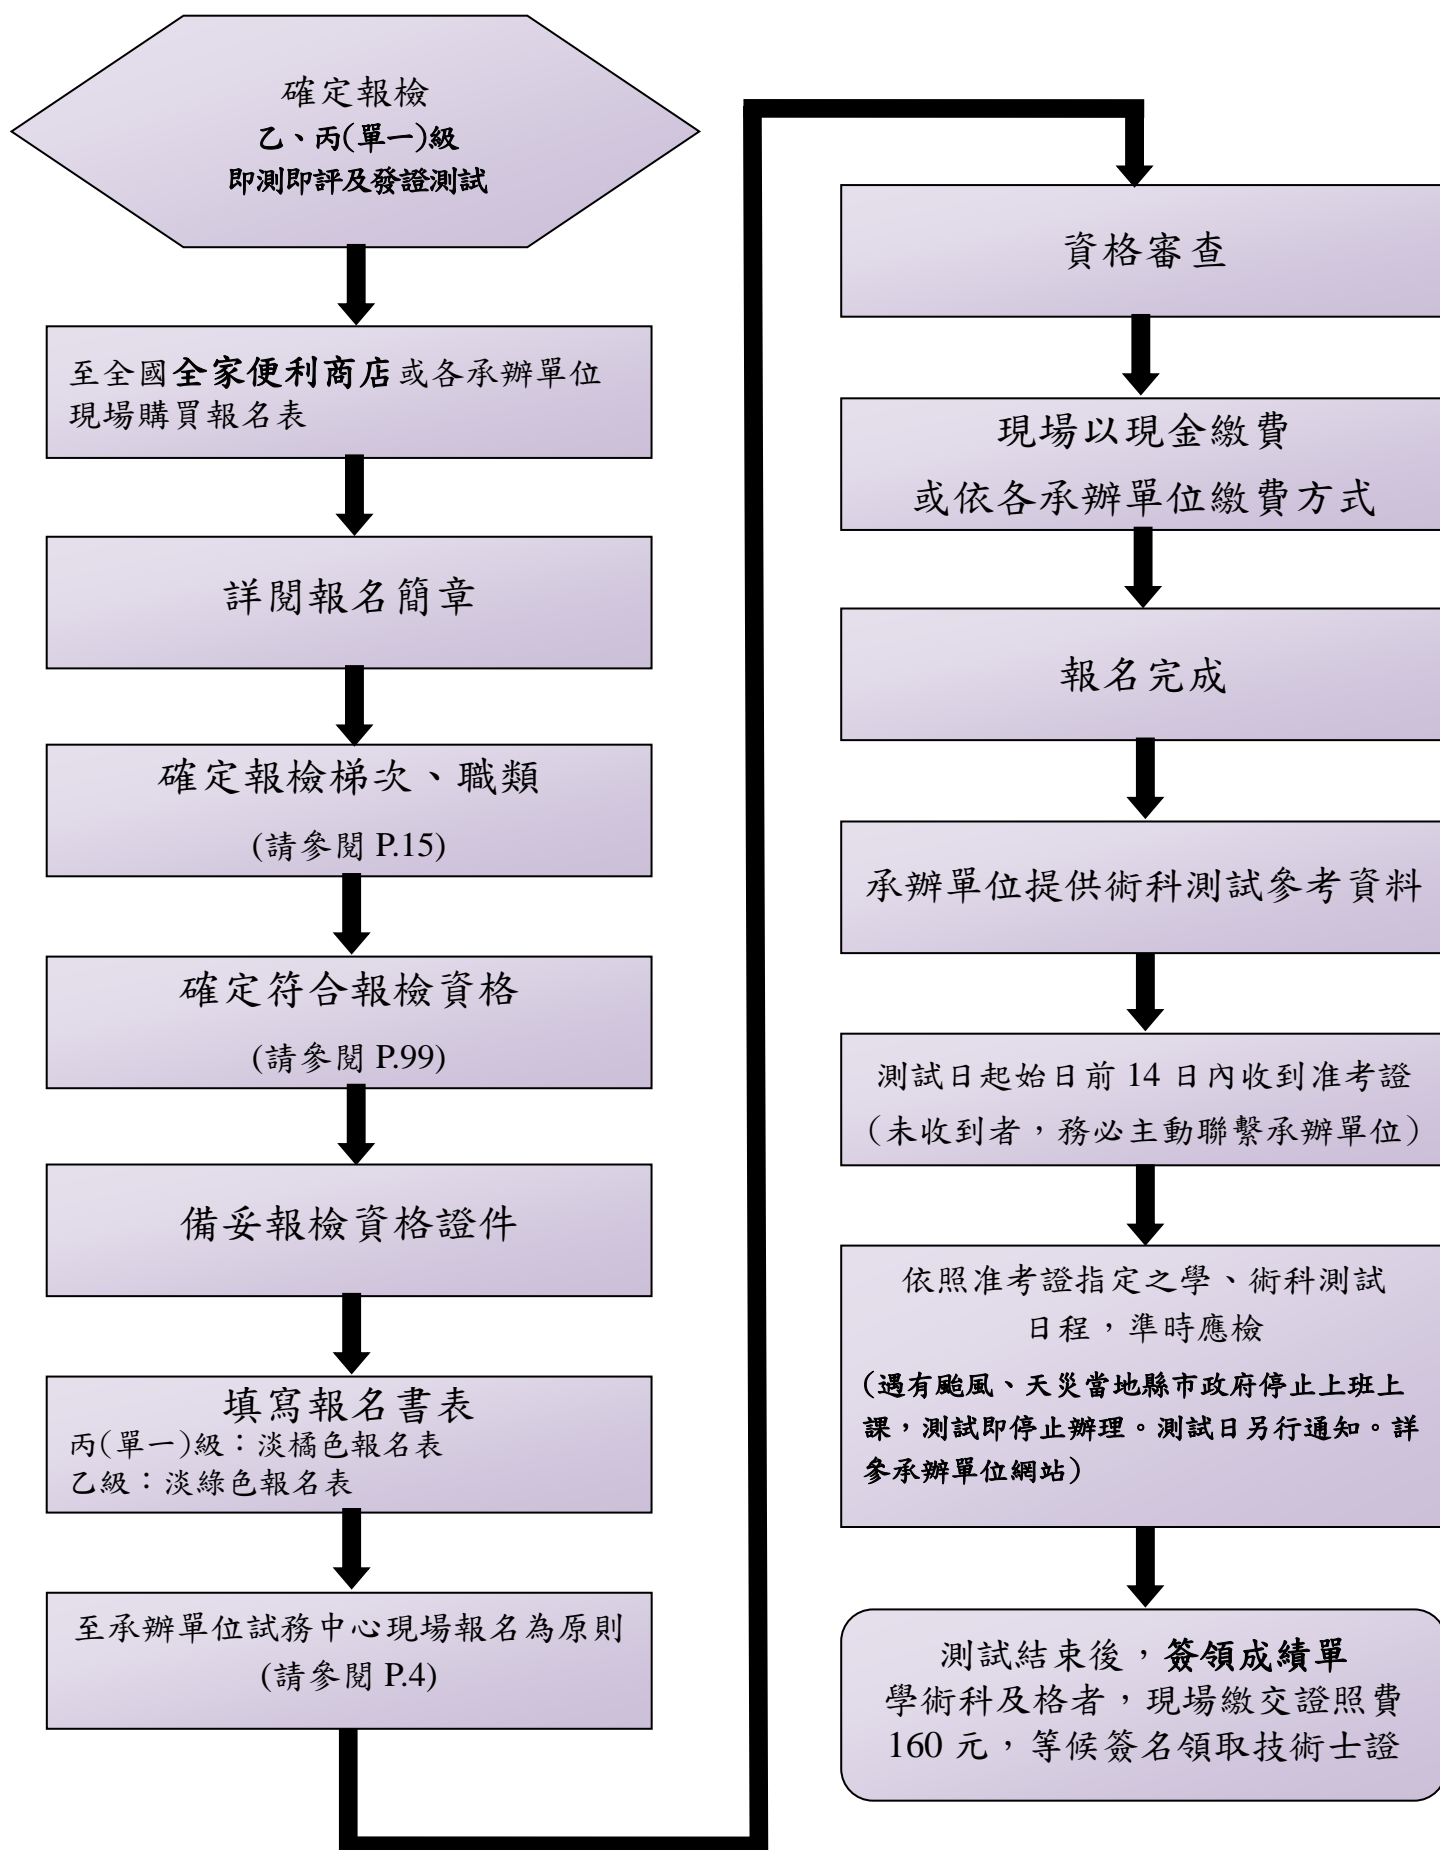 確定報檢
乙、丙(單一)級
即測即評及發證測試
至全國全家便利商店或各承辦單位
現場購買報名表
詳閱報名簡章
確定報檢梯次、職類
(請參閱 P.15)
確定符合報檢資格
(請參閱 P.99)
備妥報檢資格證件
填寫報名書表
丙(單一)級：淡橘色報名表
乙級：淡綠色報名表
至承辦單位試務中心現場報名為原則
(請參閱 P.4)
資格審查
現場以現金繳費
或依各承辦單位繳費方式
報名完成
承辦單位提供術科測試參考資料
測試日起始日前 14 日內收到准考證
（未收到者，務必主動聯繫承辦單位）
依照准考證指定之學、術科測試
日程，準時應檢
（遇有颱風、天災當地縣市政府停止上班上
課，測試即停止辦理。測試日另行通知。詳
參承辦單位網站）
測試結束後，簽領成績單
學術科及格者，現場繳交證照費
160 元，等候簽名領取技術士證